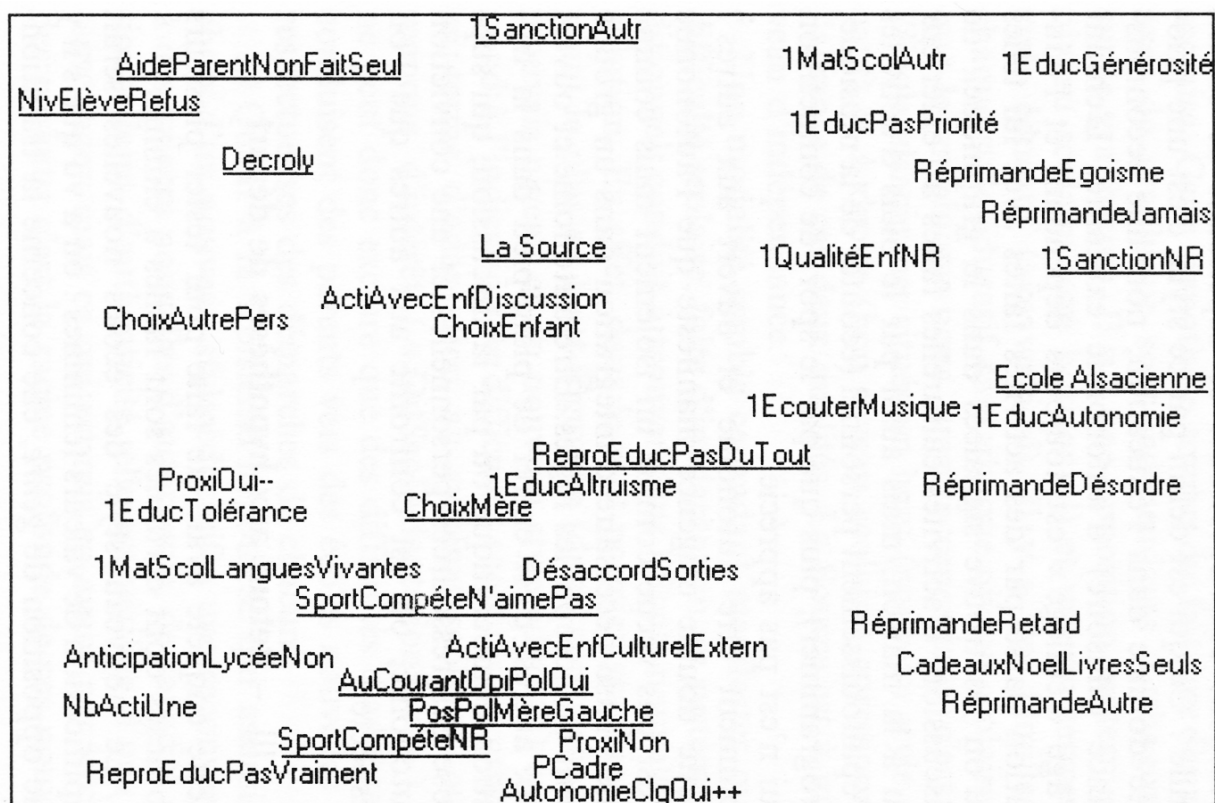 1SanctionAutr
AideParentNonFaitSeul
1MatScolAutr
1EducGénérosité
NivElèveRefus
1EducPasPriorité
Decroly
RéprimandeEgoisme
RéprimandeJamais
La Source
1QualitéEnfNR
1SanctionNR
ActiAvecEnfDiscussion
ChoixAutrePers
ChoixEnfant
Ecole Alsacienne
1EcouterMusique
1EducAutonomie
ReproEducPasDuTout
ProxiOui--
1EducAltruisme
RéprimandeDésordre
1EducTolérance
ChoixMère
1MatScolLanguesVivantes
DésaccordSorties
SportCompéteN'aimePas
RéprimandeRetard
ActiAvecEnfCulturelExtern
AnticipationLycéeNon
CadeauxNoelLivresSeuls
AuCourantOpiPolOui
NbActiUne
PosPolMèreGauche
RéprimandeAutre
SportCompéteNR
ProxiNon
ReproEducPasVraiment
PCadre
AutonomieClgOui++